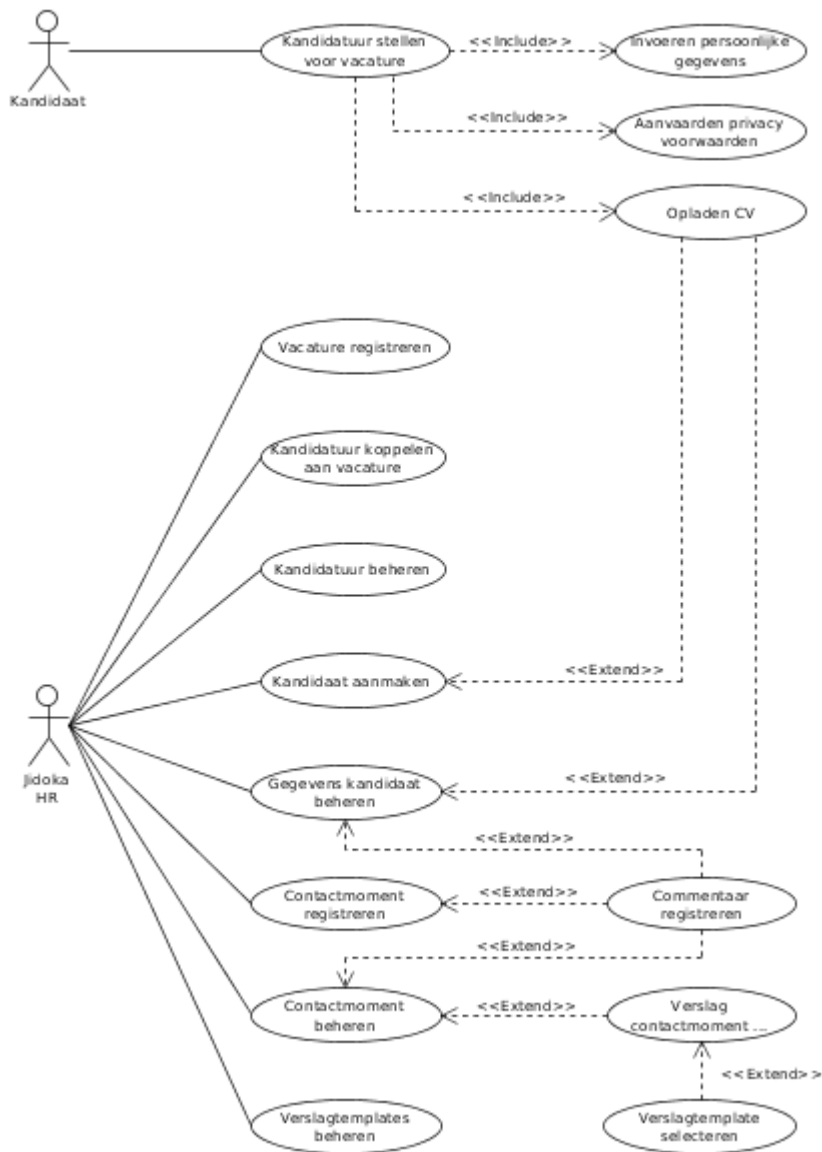 Kandidaat
Kandidatuur stellen
voor vacature
<<Include>>
Invoeren persoonlijke
gegevens
<<Include>>
Aanvaarden privacy
voorwaarden
<<Include>>
Opladen CV
Vacature registreren
Kandidatuur koppelen
aan vacature
Kandidatuur beheren
Kandidaat aanmaken
<<Extend>>
Jidoka
HR
Gegevens kandidaat
beheren
<<Extend>>
<<Extend>>
Contactmoment
registreren
<<Extend>>
Commentaar
registreren
<<Extend>>
Contactmoment
beheren
<<Extend>>
Verslag
contactmoment ...
<<Extend>>
Verslagtemplates
beheren
Verslagtemplate
selecteren